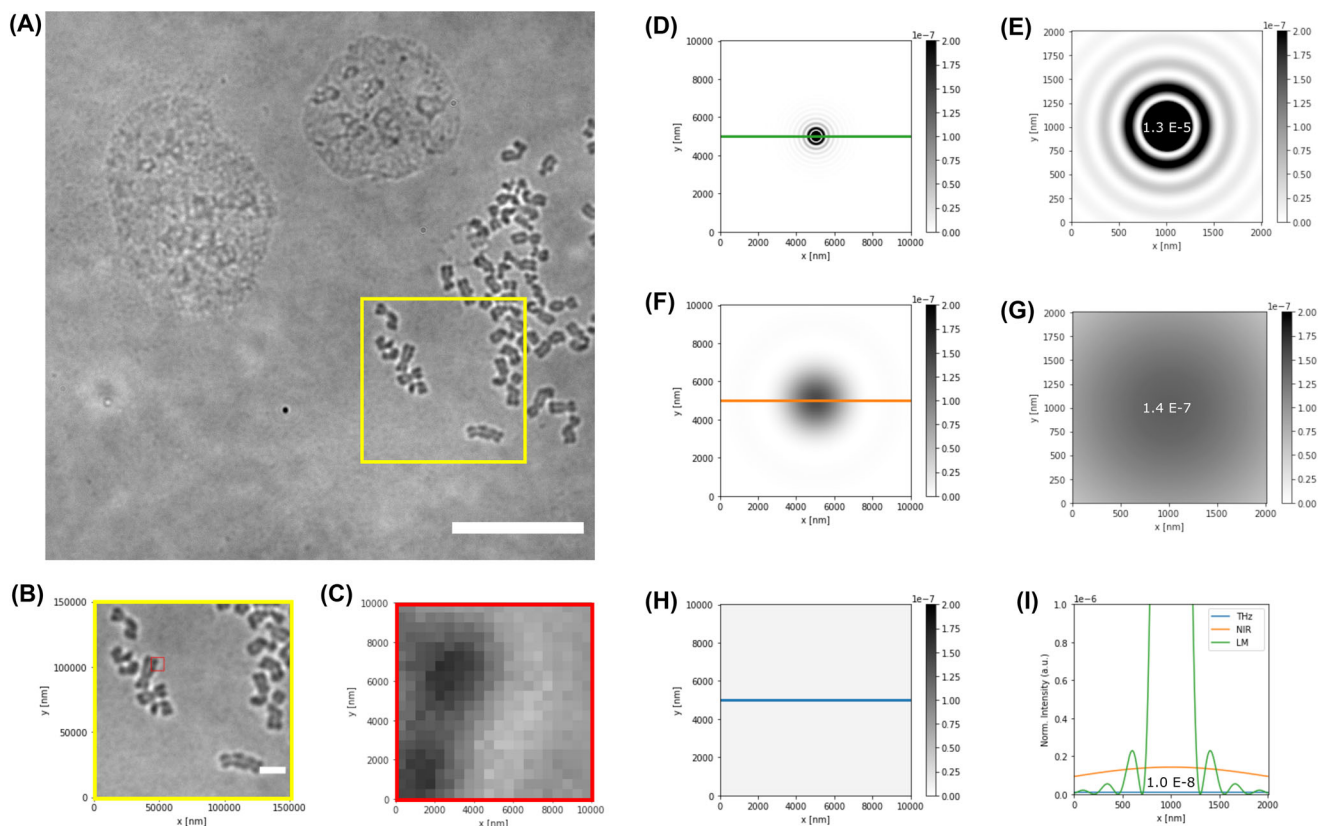 (A)
(B)
150000
100000
50000
0
y [nm]
0 50000 100000 150000
x [nm]
(C)
10000
8000
6000
4000
2000
0
y [nm]
0 2000 4000 6000 8000 10000
x [nm]
(D)
10000
8000
6000
4000
2000
0
y [nm]
0 2000 4000 6000 8000 10000
x [nm]
1e-7
2.00
1.75
1.50
1.25
1.00
0.75
0.50
0.25
0.00
(E)
2000
1750
1500
1250
1000
750
500
250
0
y [nm]
1.3 E-5
0 500 1000 1500 2000
x [nm]
1e-7
2.00
1.75
1.50
1.25
1.00
0.75
0.50
0.25
0.00
(F)
10000
8000
6000
4000
2000
0
y [nm]
0 2000 4000 6000 8000 10000
x [nm]
1e-7
2.00
1.75
1.50
1.25
1.00
0.75
0.50
0.25
0.00
(G)
2000
1750
1500
1250
1000
750
500
250
0
y [nm]
1.4 E-7
0 500 1000 1500 2000
x [nm]
1e-7
2.00
1.75
1.50
1.25
1.00
0.75
0.50
0.25
0.00
(H)
10000
8000
6000
4000
2000
0
y [nm]
0 2000 4000 6000 8000 10000
x [nm]
1e-7
2.00
1.75
1.50
1.25
1.00
0.75
0.50
0.25
0.00
(I)
1e-6
1.0
0.8
0.6
0.4
0.2
0.0
Norm. Intensity (a.u.)
THz
NIR
LM
1.0 E-8
0 500 1000 1500 2000
x [nm]